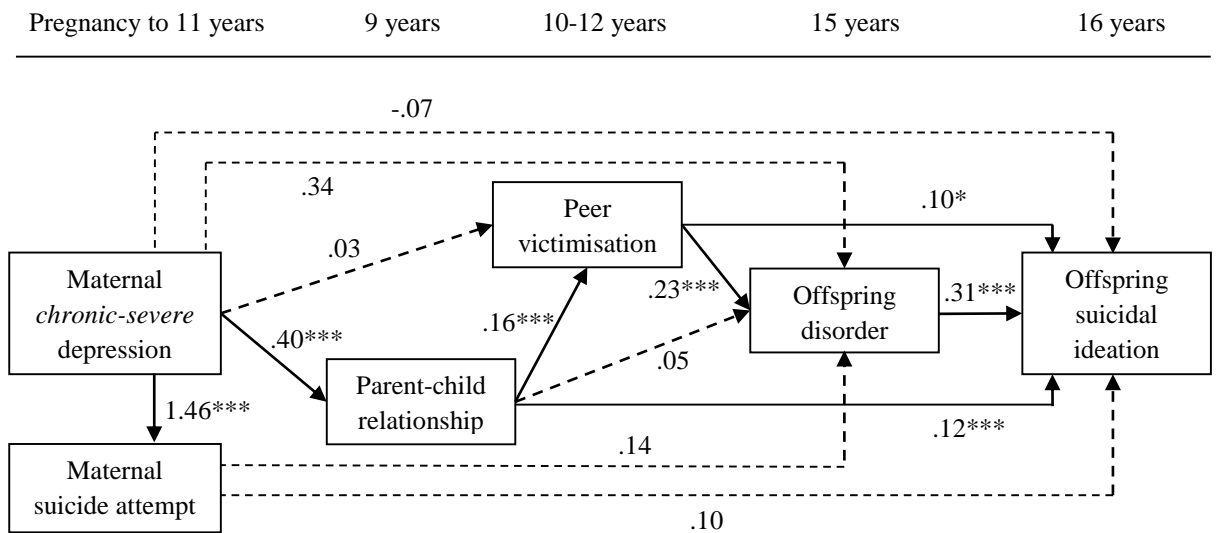 Pregnancy to 11 years 9 years 10-12 years 15 years 16 years
-.07
.34
Peer
victimisation
.10*
.03
Maternal
chronic-severe
depression
.23***
Offspring
disorder
.31***
Offspring
suicidal
ideation
.40***
.16***
.05
Parent-child
relationship
1.46***
.12***
Maternal
suicide attempt
.14
.10